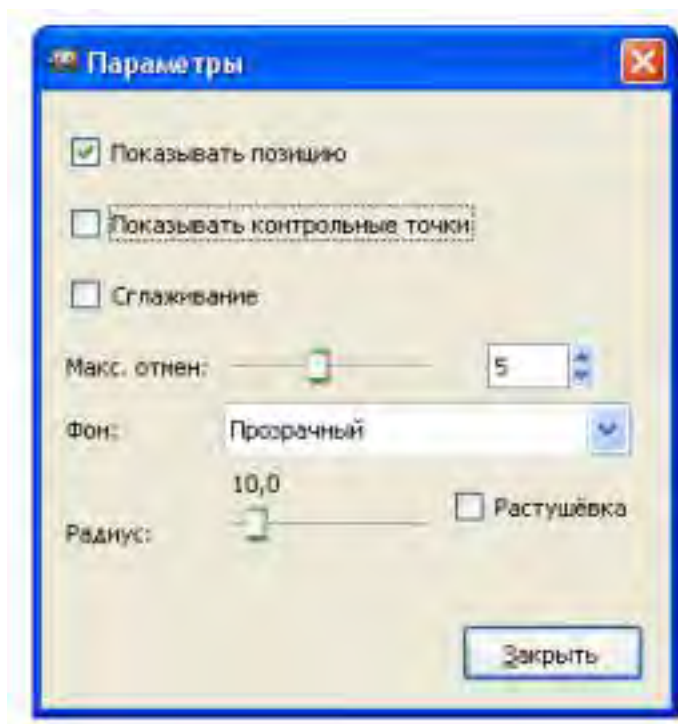 Параметры
Показывать позицию
Показывать контрольные точки
Сглаживание
Макс. отмен: 5
Фон: Прозрачный
10,0
Радиус: Растушёвка
Закрыть